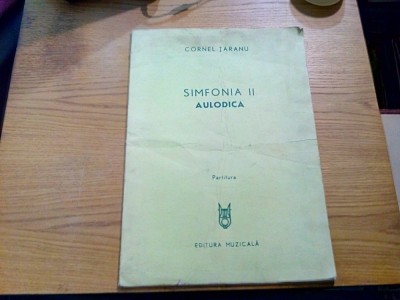 CORNEL ȚĂRANU
SIMFONIA II
AULODICA
Partitura
EDITURA MUZICALĂ